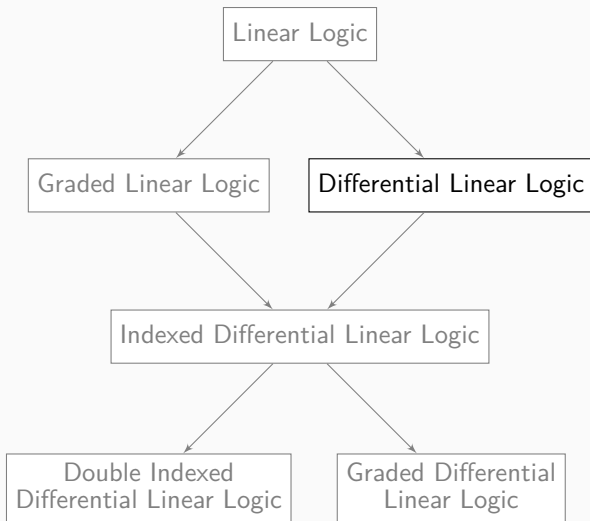 Linear Logic
Graded Linear Logic
Differential Linear Logic
Indexed Differential Linear Logic
Double Indexed
Differential Linear Logic
Graded Differential
Linear Logic